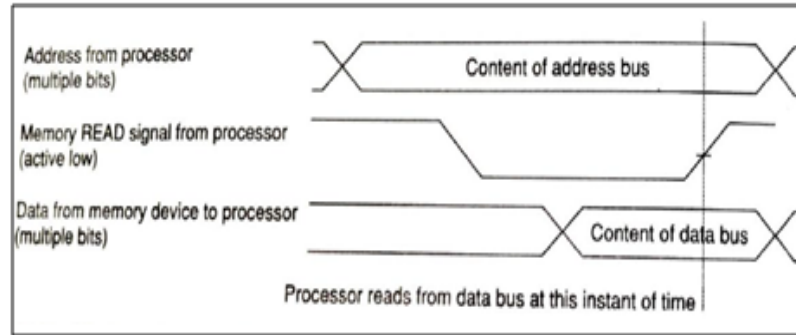 Address from processor
(multiple bits)
Content of address bus
Memory READ signal from processor
(active low)
Data from memory device to processor
(multiple bits)
Content of data bus
Processor reads from data bus at this instant of time